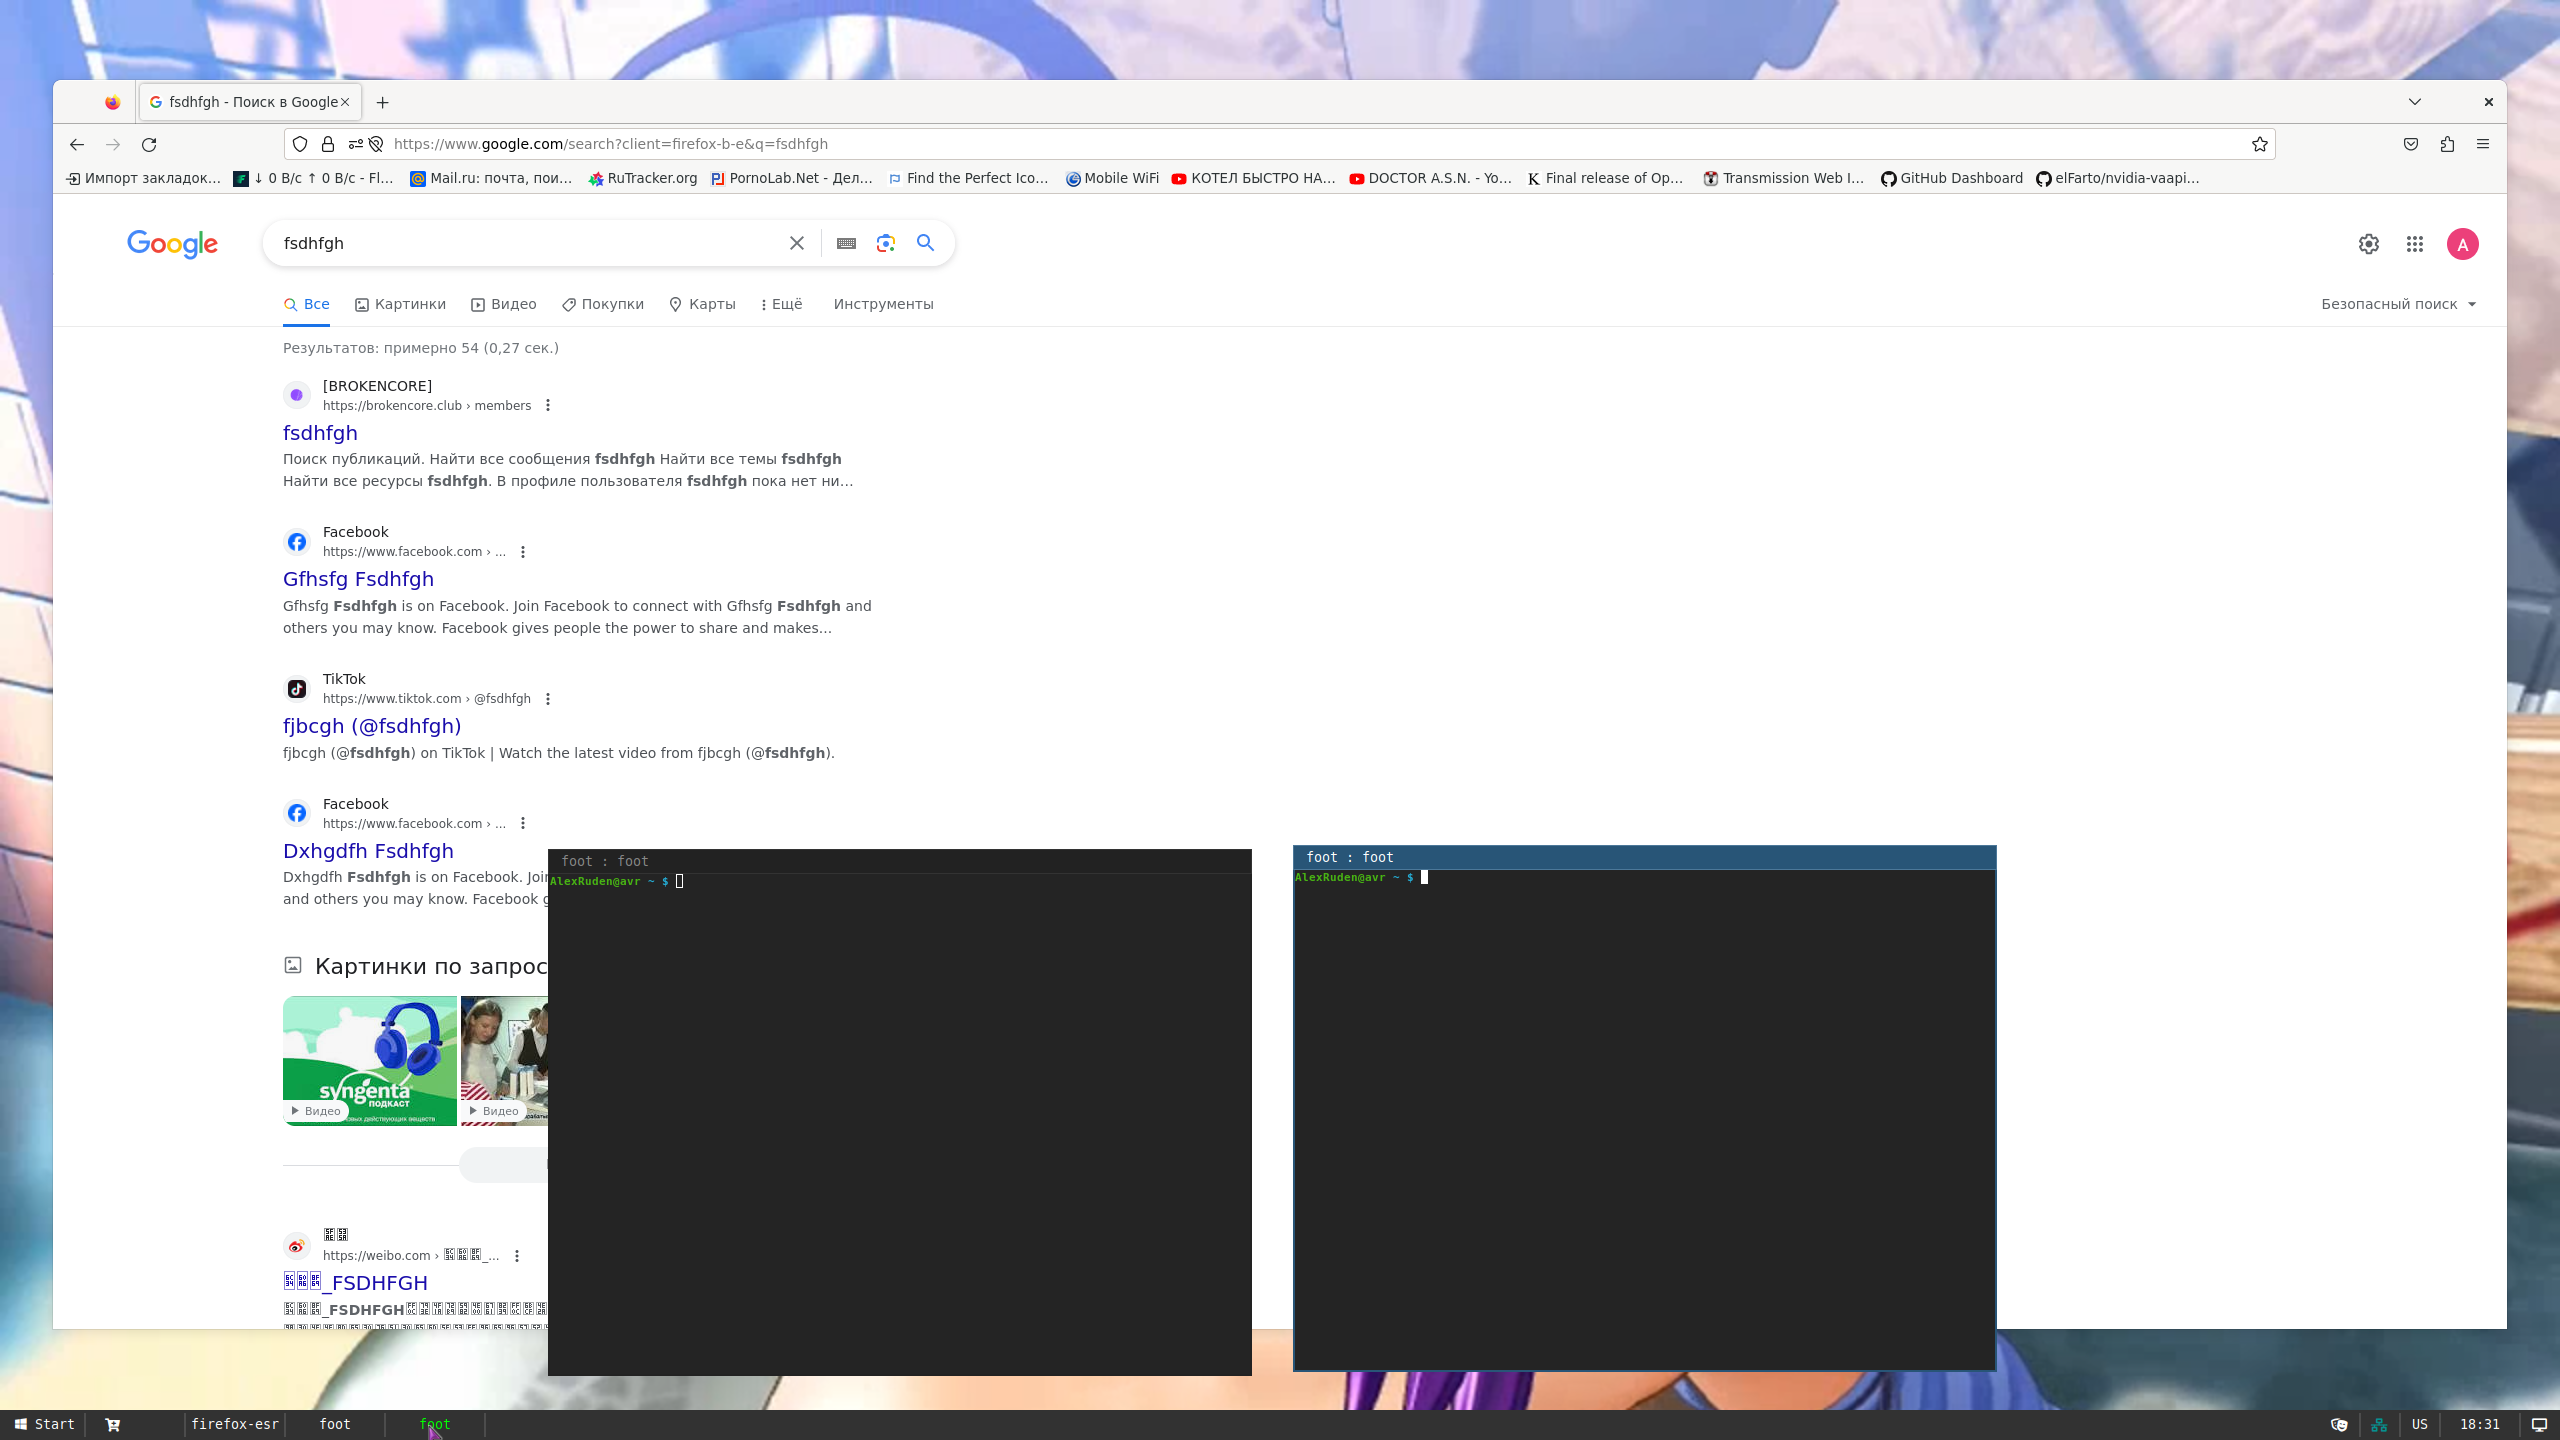 fsdhfgh - Поиск в Google
https://www.google.com/search?client=firefox-b-e&q=fsdhfgh
Импорт закладок…
↓ 0 B/c ↑ 0 B/c - Fl…
Mail.ru: почта, пои…
RuTracker.org
PornoLab.Net - Дел…
Find the Perfect Ico…
Mobile WiFi
КОТЕЛ БЫСТРО НА…
DOCTOR A.S.N. - Yo…
Final release of Op…
Transmission Web I…
GitHub Dashboard
elFarto/nvidia-vaapi…
Google
fsdhfgh
A
Все
Картинки
Видео
Покупки
Карты
Ещё
Инструменты
Безопасный поиск
Результатов: примерно 54 (0,27 сек.)
[BROKENCORE]
https://brokencore.club › members
fsdhfgh
Поиск публикаций. Найти все сообщения fsdhfgh Найти все темы fsdhfgh
Найти все ресурсы fsdhfgh. В профиле пользователя fsdhfgh пока нет ни...
Facebook
https://www.facebook.com › ...
Gfhsfg Fsdhfgh
Gfhsfg Fsdhfgh is on Facebook. Join Facebook to connect with Gfhsfg Fsdhfgh and
others you may know. Facebook gives people the power to share and makes...
TikTok
https://www.tiktok.com › @fsdhfgh
fjbcgh (@fsdhfgh)
fjbcgh (@fsdhfgh) on TikTok | Watch the latest video from fjbcgh (@fsdhfgh).
Facebook
https://www.facebook.com › ...
Dxhgdfh Fsdhfgh
Dxhgdfh Fsdhfgh is on Facebook. Join
and others you may know. Facebook
Картинки по запрос
syngenta
ПОДКАСТ
действующих веществ
Видео
Видео
https://weibo.com ›
_FSDHFGH
_FSDHFGH
foot : foot
AlexRuden@avr ~ $
foot : foot
AlexRuden@avr ~ $
Start
firefox-esr
foot
foot
US
18:31